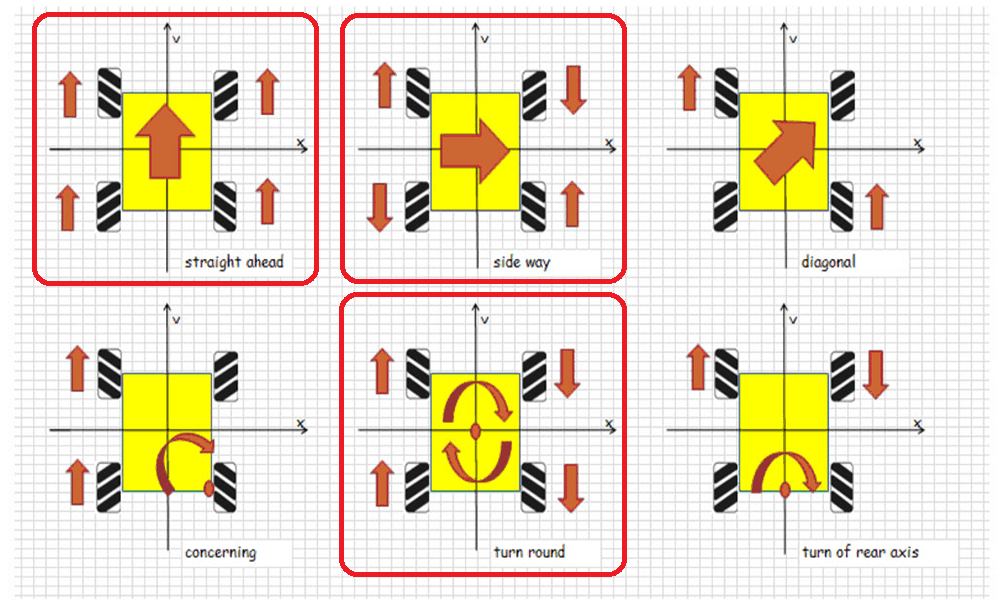 v
x
straight ahead
v
x
side way
v
x
diagonal
v
x
concerning
v
x
turn round
v
x
turn of rear axis